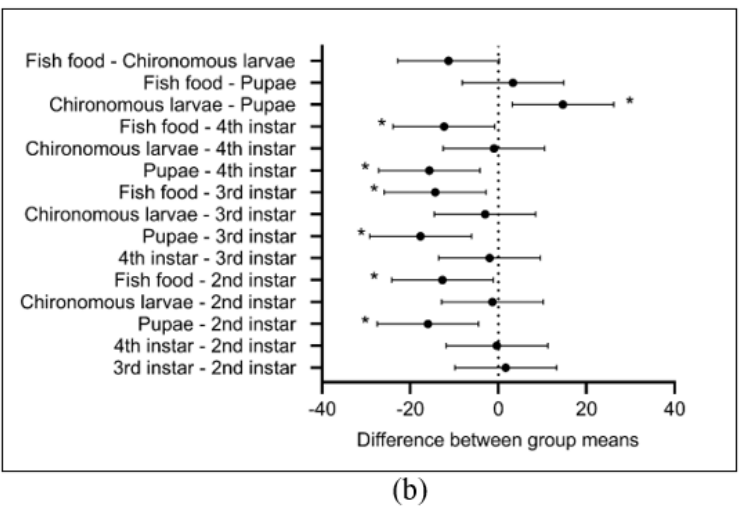 Fish food - Chironomous larvae
Fish food - Pupae
Chironomous larvae - Pupae
*
Fish food - 4th instar
*
Chironomous larvae - 4th instar
Pupae - 4th instar
*
Fish food - 3rd instar
*
Chironomous larvae - 3rd instar
Pupae - 3rd instar
*
4th instar - 3rd instar
Fish food - 2nd instar
*
Chironomous larvae - 2nd instar
Pupae - 2nd instar
*
4th instar - 2nd instar
3rd instar - 2nd instar
-40 -20 0 20 40
Difference between group means
(b)